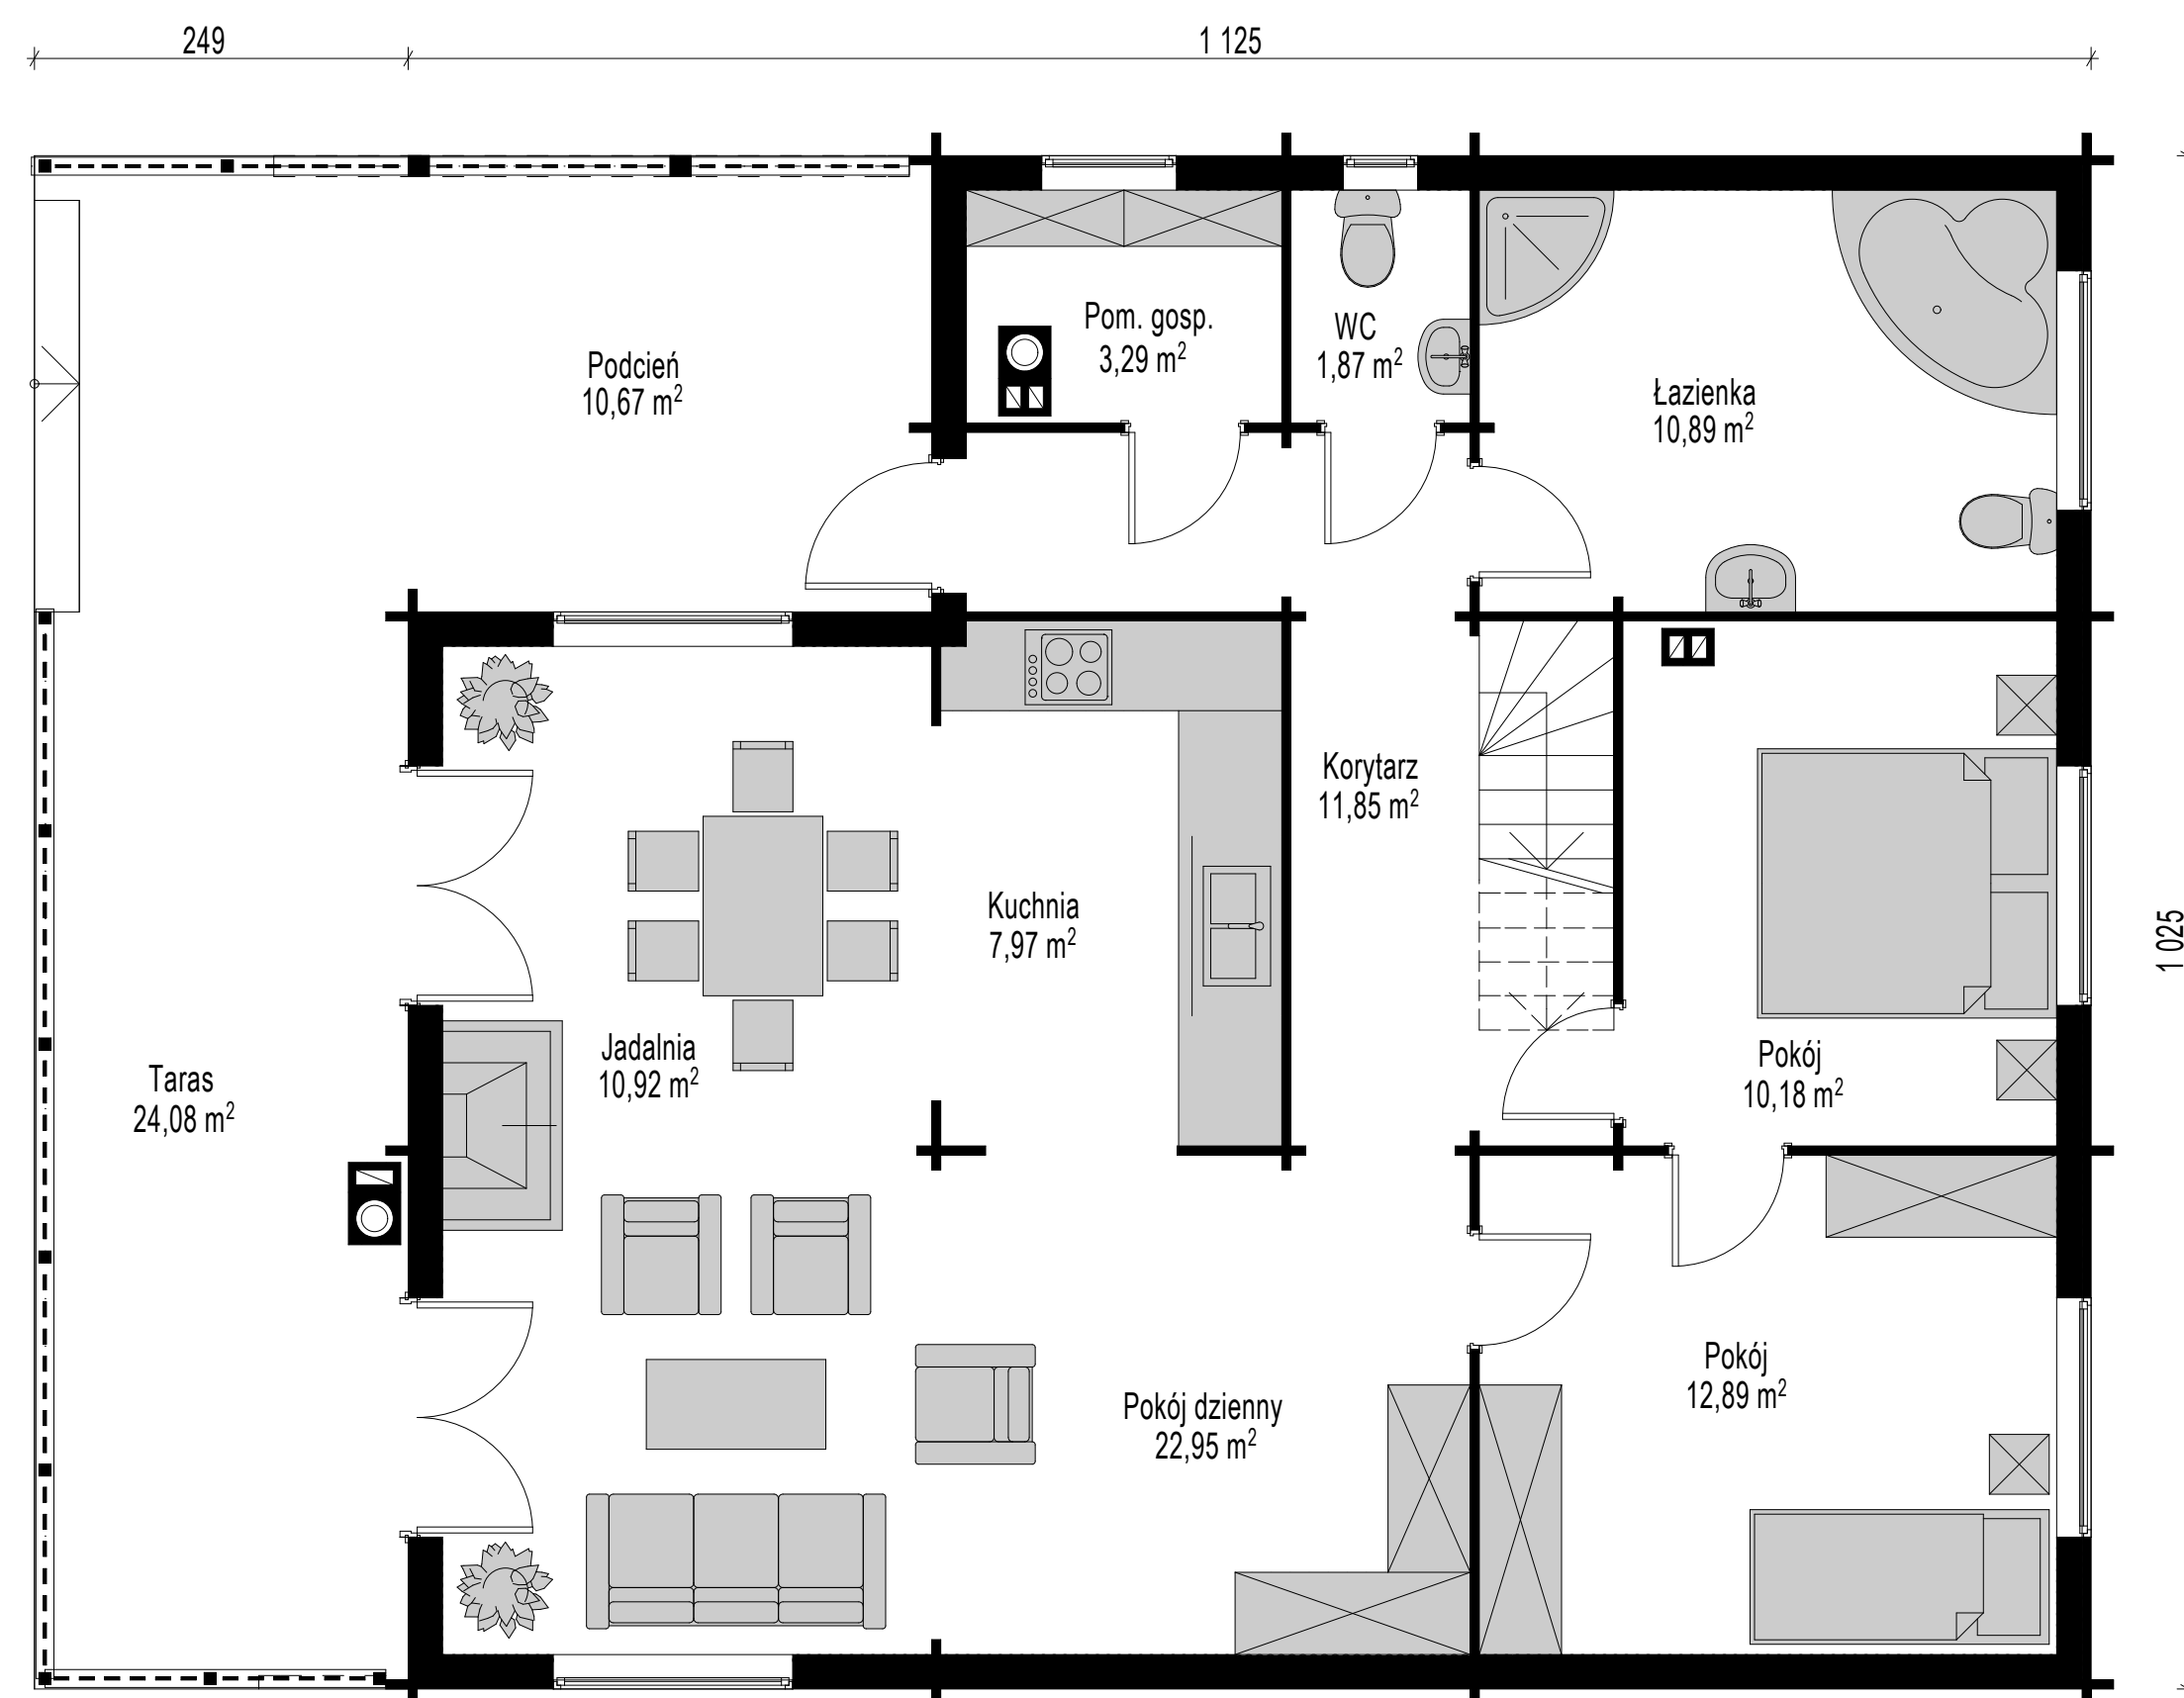 249
1 125
Pom. gosp.
3,29 m²
WC
1,87 m²
Podcień
10,67 m²
Łazienka
10,89 m²
Korytarz
11,85 m²
Kuchnia
7,97 m²
1 025
Jadalnia
10,92 m²
Pokój
10,18 m²
Taras
24,08 m²
Pokój
12,89 m²
Pokój dzienny
22,95 m²